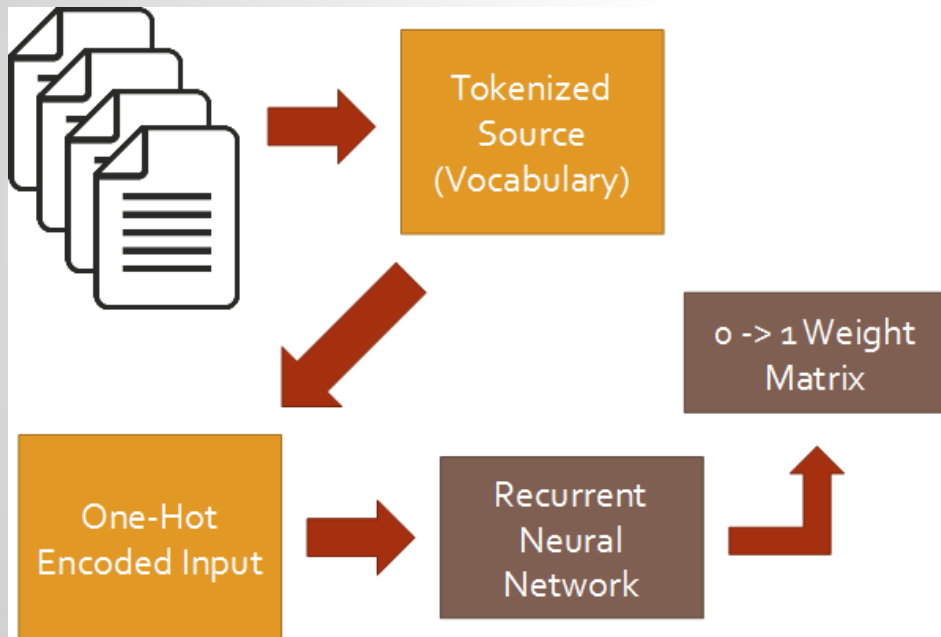 Tokenized
Source
(Vocabulary)
0 -> 1 Weight
Matrix
One-Hot
Encoded Input
Recurrent
Neural
Network